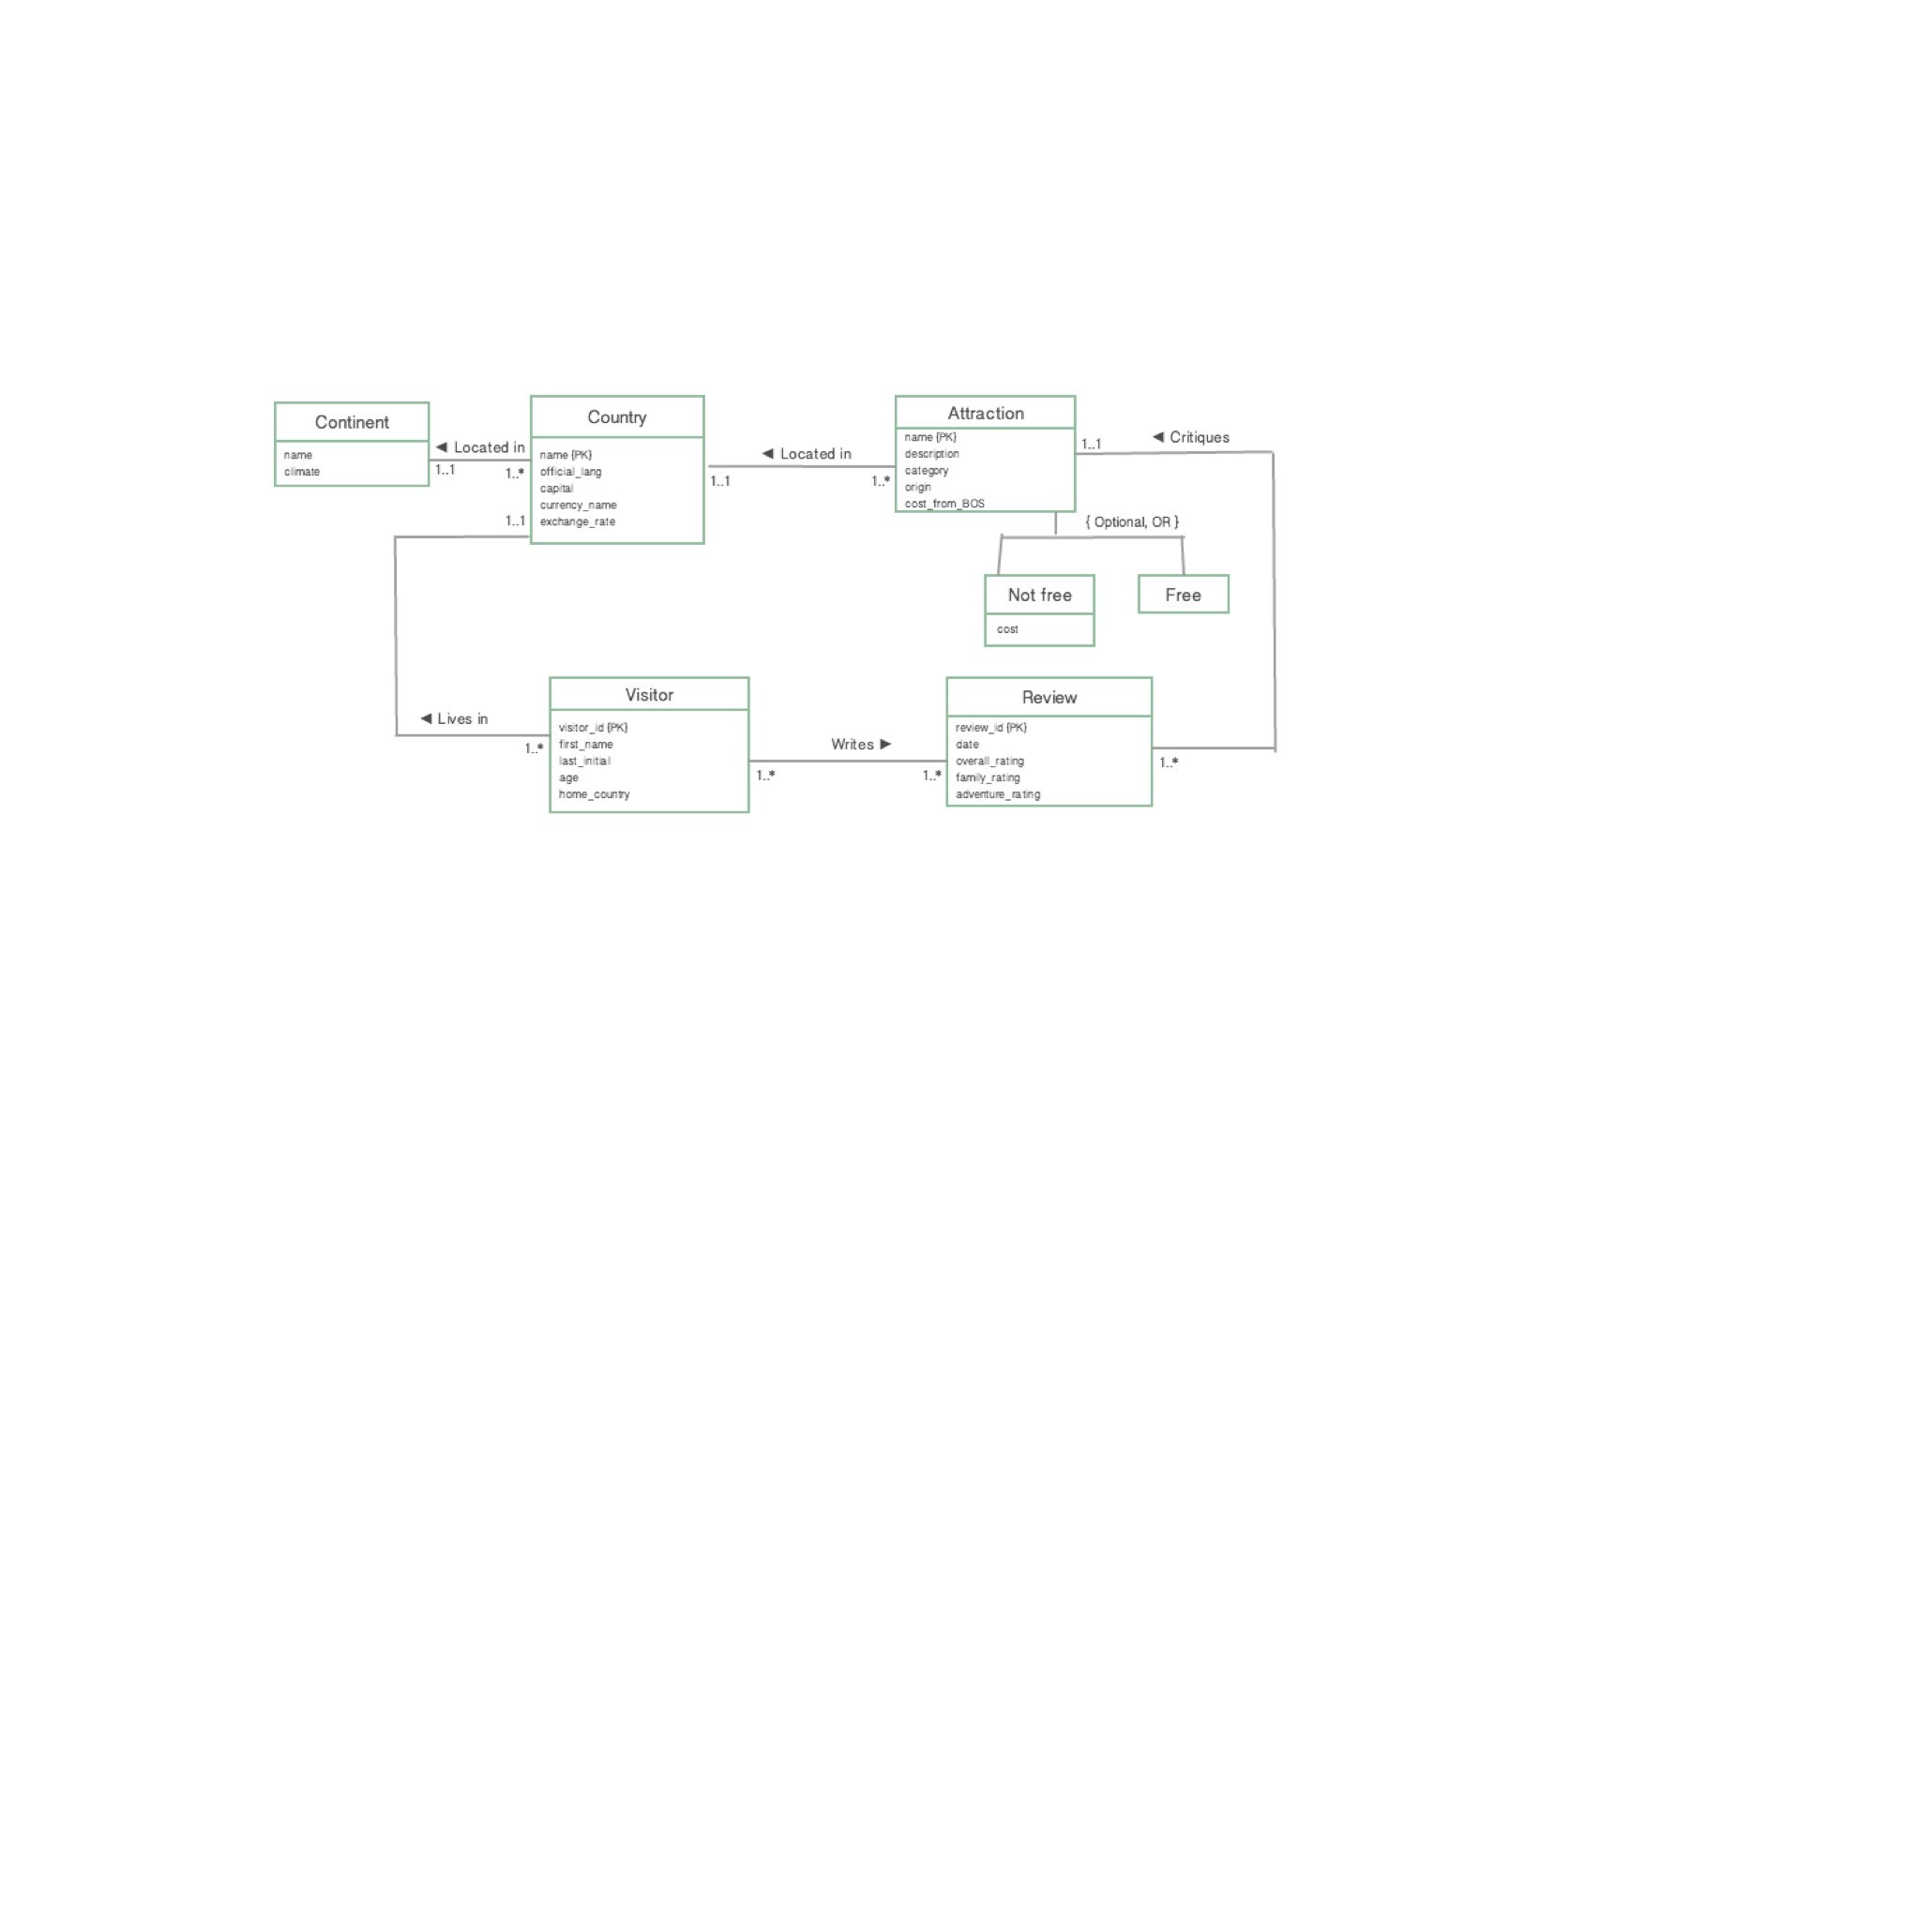 Continent
name
climate
◄ Located in
1..1
1..*
Country
name {PK}
official_lang
capital
currency_name
exchange_rate
1..1
◄ Located in
1..1
1..*
Attraction
name {PK}
description
category
origin
cost_from_BOS
1..1
◄ Critiques
{ Optional, OR }
Not free
cost
Free
◄ Lives in
1..*
Visitor
visitor_id {PK}
first_name
last_initial
age
home_country
Writes ►
1..*
1..*
Review
review_id {PK}
date
overall_rating
family_rating
adventure_rating
1..*